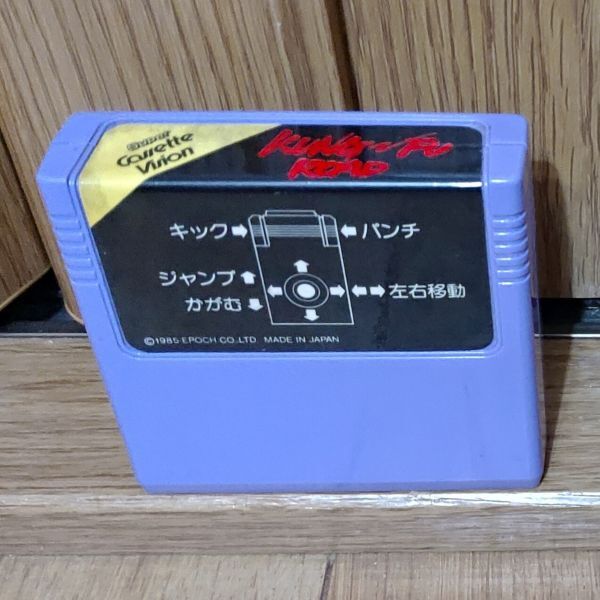 SUPER
Cassette
Vision
KUNG-FU
ROAD
キック➡
⬅パンチ
ジャンプ⬆
かがむ⬇
⬅➡左右移動
©1985 EPOCH CO., LTD. MADE IN JAPAN